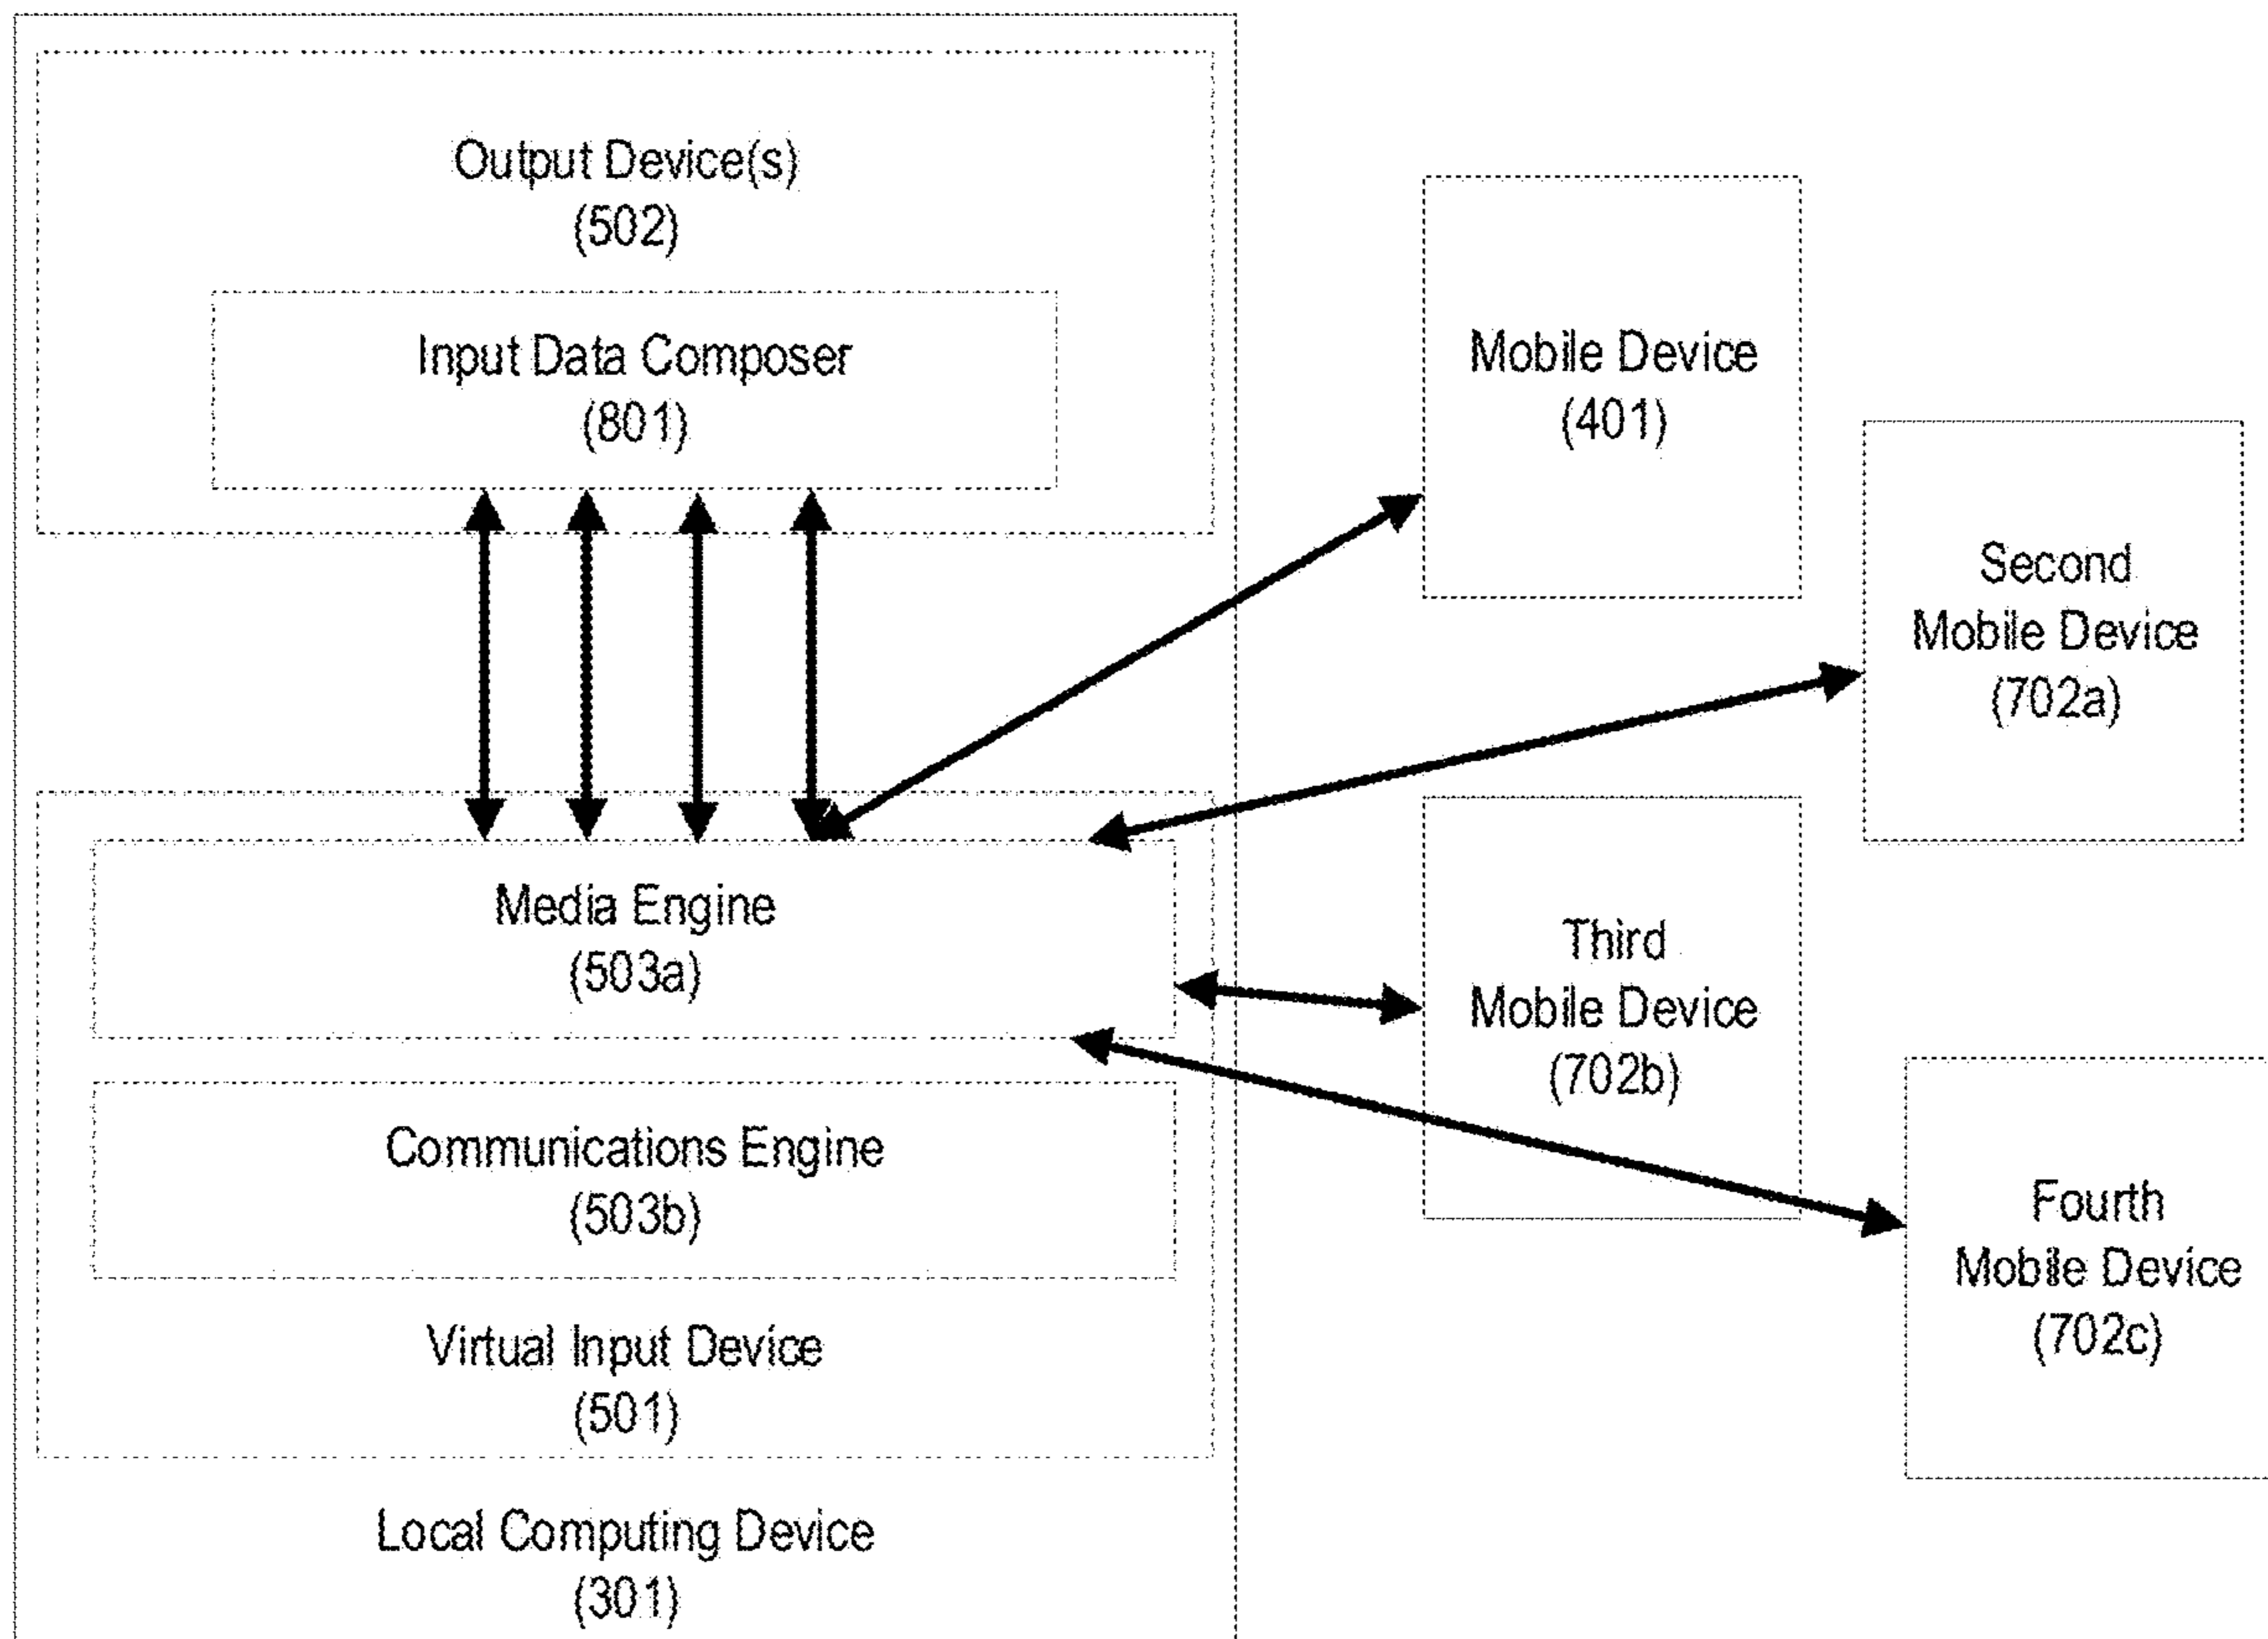 Output Device(s)
(502)
Input Data Composer
(801)
Mobile Device
(401)
Second
Mobile Device
(702a)
Media Engine
(503a)
Third
Mobile Device
(702b)
Communications Engine
(503b)
Fourth
Mobile Device
(702c)
Virtual Input Device
(501)
Local Computing Device
(301)